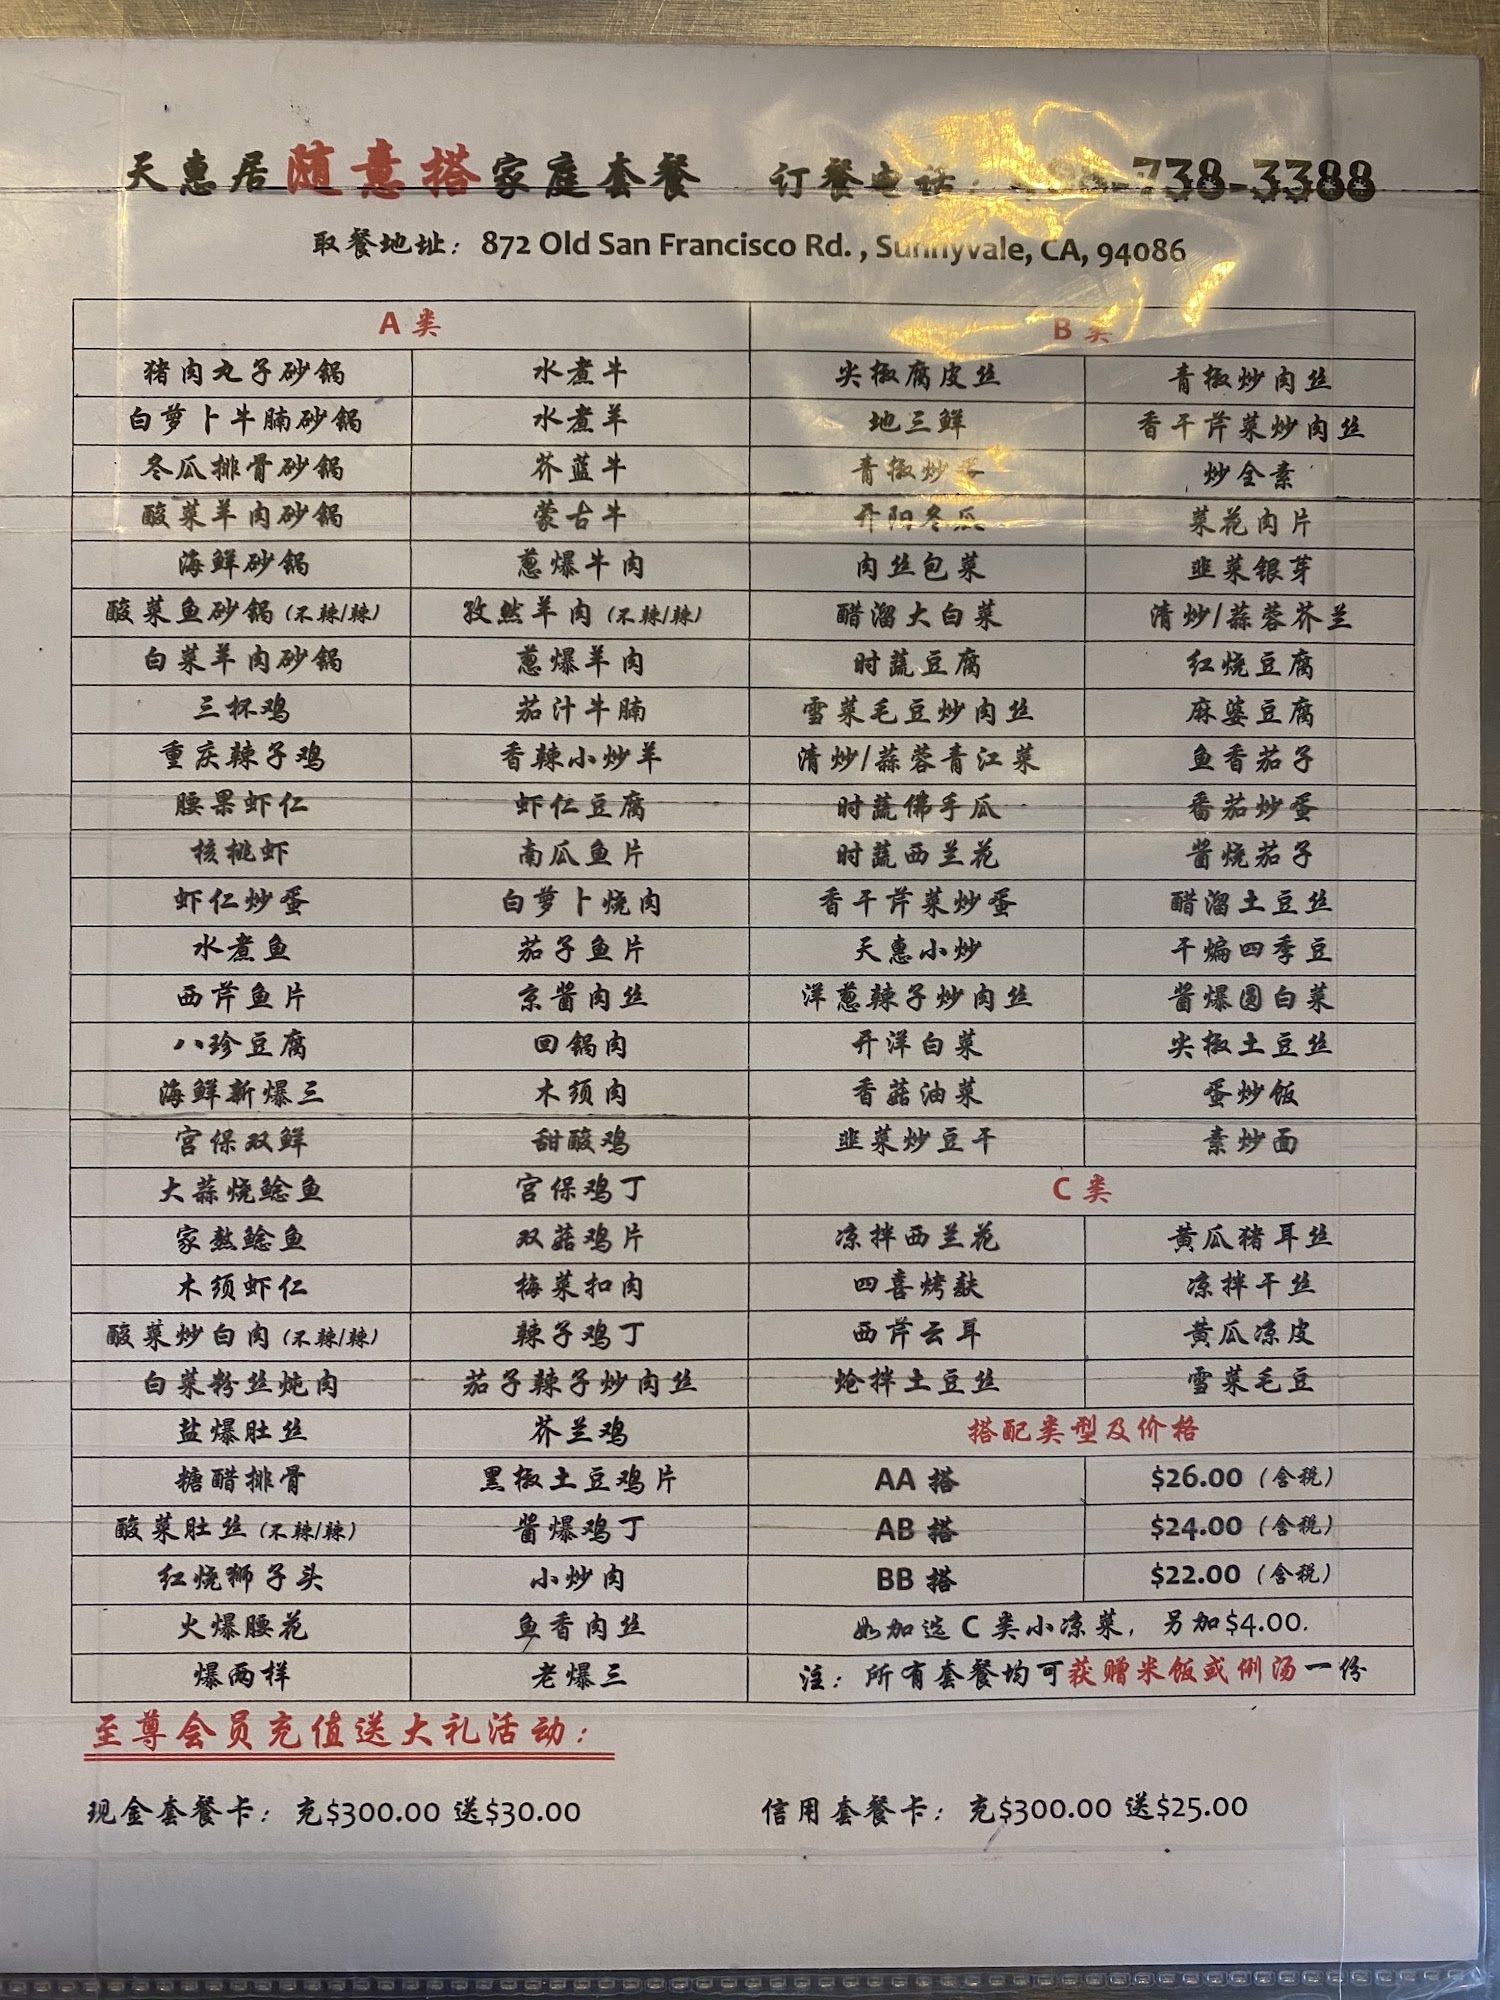 天惠居随意搭家庭套餐 订餐电话: 738-3388
取餐地址: 872 Old San Francisco Rd. , Sunnyvale, CA, 94086
A 类 B 类
猪肉丸子砂锅 水煮牛 尖椒腐皮丝 青椒炒肉丝
白萝卜牛腩砂锅 水煮羊 地三鲜 香干芹菜炒肉丝
冬瓜排骨砂锅 芥蓝牛 青椒炒 炒全素
酸菜羊肉砂锅 蒙古牛 开阳冬瓜 菜花肉片
海鲜砂锅 葱爆牛肉 肉丝包菜 韭菜银芽
酸菜鱼砂锅 (不辣/辣) 孜然羊肉 (不辣/辣) 醋溜大白菜 清炒/蒜蓉芥兰
白菜羊肉砂锅 葱爆羊肉 时蔬豆腐 红烧豆腐
三杯鸡 茄汁牛腩 雪菜毛豆炒肉丝 麻婆豆腐
重庆辣子鸡 香辣小炒羊 清炒/蒜蓉青江菜 鱼香茄子
腰果虾仁 虾仁豆腐 时蔬佛手瓜 番茄炒蛋
核桃虾 南瓜鱼片 时蔬西兰花 酱烧茄子
虾仁炒蛋 白萝卜烧肉 香干芹菜炒蛋 醋溜土豆丝
水煮鱼 茄子鱼片 天惠小炒 干煸四季豆
西芹鱼片 京酱肉丝 洋葱辣子炒肉丝 酱爆圆白菜
八珍豆腐 回锅肉 开洋白菜 尖椒土豆丝
海鲜新爆三 木须肉 香菇油菜 蛋炒饭
宫保双鲜 甜酸鸡 韭菜炒豆干 素炒面
大蒜烧鲶鱼 宫保鸡丁 C 类
家熬鲶鱼 双菇鸡片 凉拌西兰花 黄瓜猪耳丝
木须虾仁 梅菜扣肉 四喜烤麸 凉拌干丝
酸菜炒白肉 (不辣/辣) 辣子鸡丁 西芹云耳 黄瓜凉皮
白菜粉丝炖肉 茄子辣子炒肉丝 炝拌土豆丝 雪菜毛豆
盐爆肚丝 芥兰鸡 搭配类型及价格
糖醋排骨 黑椒土豆鸡片 AA 搭 $26.00 (含税)
酸菜肚丝 (不辣/辣) 酱爆鸡丁 AB 搭 $24.00 (含税)
红烧狮子头 小炒肉 BB 搭 $22.00 (含税)
火爆腰花 鱼香肉丝 如加选 C 类小凉菜, 另加$4.00.
爆两样 老爆三 注: 所有套餐均可获赠米饭或例汤一份
至尊会员充值送大礼活动:
现金套餐卡: 充$300.00 送$30.00 信用套餐卡: 充$300.00 送$25.00